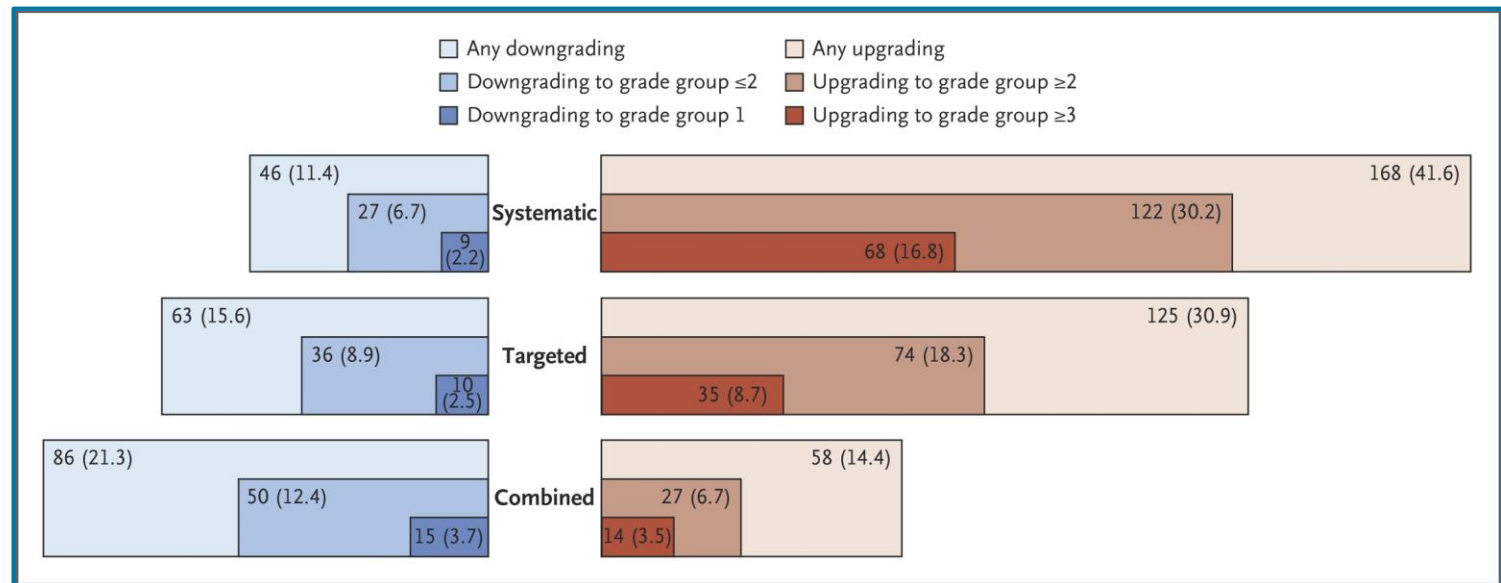 Any downgrading
Any upgrading
Downgrading to grade group ≤2
Upgrading to grade group ≥2
Downgrading to grade group 1
Upgrading to grade group ≥3
46 (11.4)
27 (6.7)
9
(2.2)
Systematic
168 (41.6)
122 (30.2)
68 (16.8)
63 (15.6)
36 (8.9)
10
(2.5)
Targeted
125 (30.9)
74 (18.3)
35 (8.7)
86 (21.3)
50 (12.4)
15 (3.7)
Combined
58 (14.4)
27 (6.7)
14 (3.5)